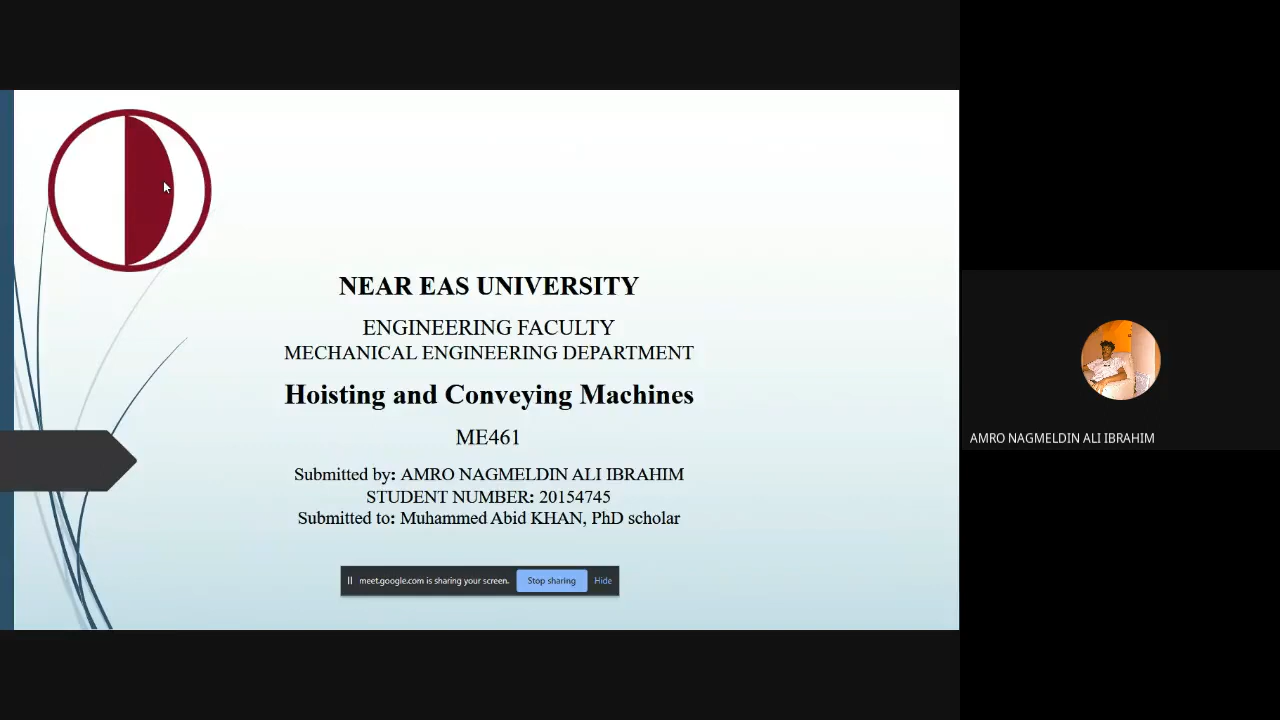 NEAR EAS UNIVERSITY
ENGINEERING FACULTY
MECHANICAL ENGINEERING DEPARTMENT
Hoisting and Conveying Machines
ME461
Submitted by: AMRO NAGMELDIN ALI IBRAHIM
STUDENT NUMBER: 20154745
Submitted to: Muhammed Abid KHAN, PhD scholar
meet.google.com is sharing your screen. Stop sharing Hide
AMRO NAGMELDIN ALI IBRAHIM